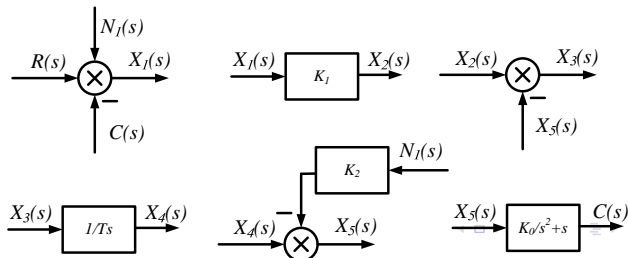 N₁(s)
R(s) X₁(s)
C(s)
X₁(s) K₁ X₂(s)
X₂(s) X₃(s)
X₅(s)
X₃(s) 1/Ts X₄(s)
K₂ N₁(s)
X₄(s) X₅(s)
X₅(s) K₀/s²+s C(s)